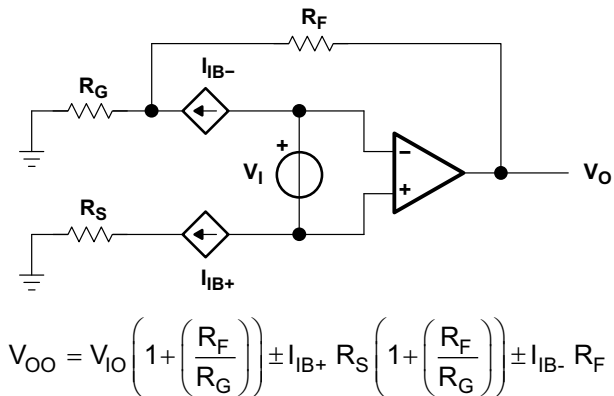 R_F
I_IB–
R_G
+
–
V_I
+
V_O
R_S
I_IB+
V_OO = V_IO (1 + (R_F / R_G)) ± I_IB+ R_S (1 + (R_F / R_G)) ± I_IB- R_F